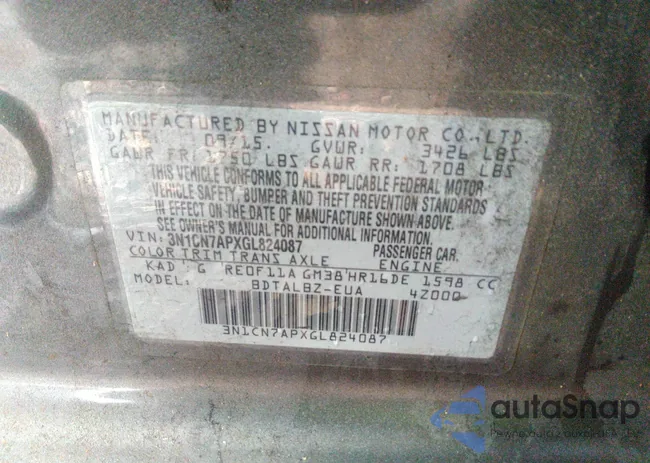 MANUFACTURED BY NISSAN MOTOR CO., LTD.
DATE: 09/15. GVWR: 3426 LBS
GAWR FR: 1750 LBS GAWR RR: 1708 LBS
THIS VEHICLE CONFORMS TO ALL APPLICABLE FEDERAL MOTOR
VEHICLE SAFETY, BUMPER AND THEFT PREVENTION STANDARDS
IN EFFECT ON THE DATE OF MANUFACTURE SHOWN ABOVE.
SEE OWNER'S MANUAL FOR ADDITIONAL INFORMATION.
VIN: 3N1CN7APXGL824087 PASSENGER CAR.
COLOR TRIM TRANS AXLE ENGINE
KAD G RE0F11A GM38 HR16DE 1598 CC
MODEL: BDTALBZ-EUA 4Z000
3N1CN7APXGL824087
autoSnap